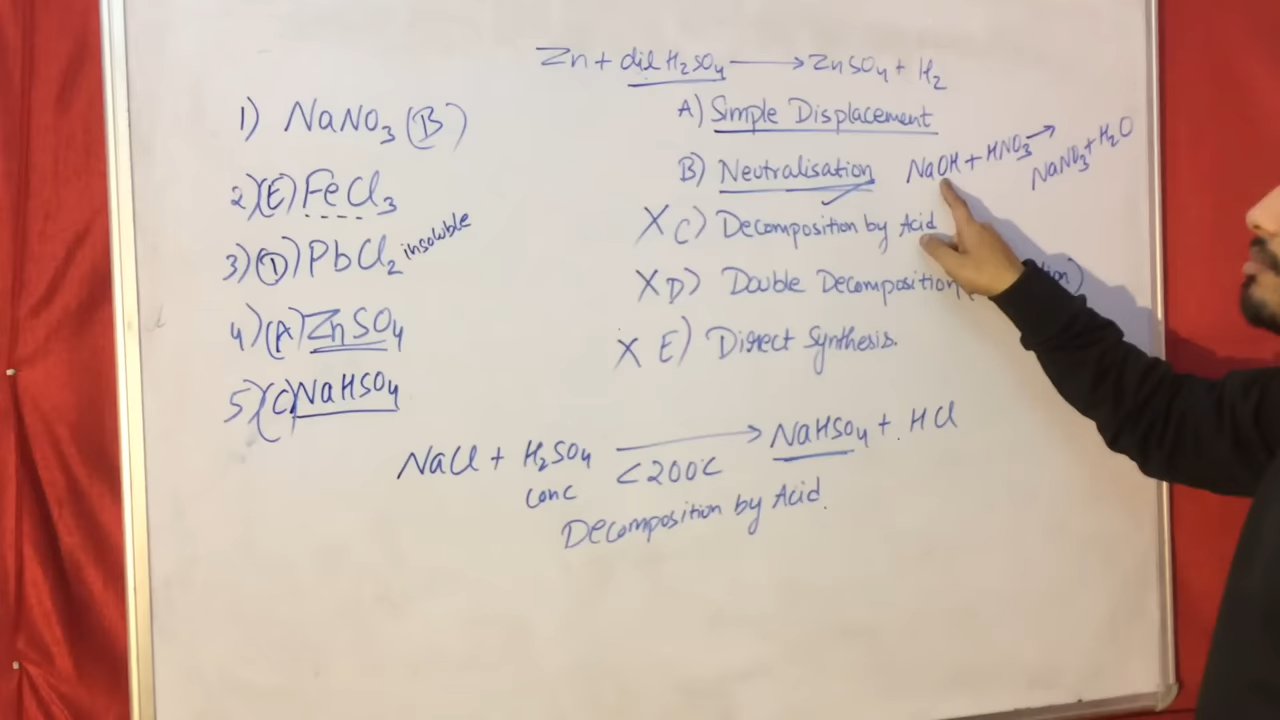 Zn + dil H₂SO₄ → ZnSO₄ + H₂
1) NaNO₃ (B)
2)(E) FeCl₃
3)(D) PbCl₂ insoluble
4)(A) ZnSO₄
5)(C) NaHSO₄
A) Simple Displacement
B) Neutralisation NaOH + HNO₃ →
NaNO₃ + H₂O
X C) Decomposition by Acid
X D) Double Decomposition (
X E) Direct Synthesis.
NaCl + H₂SO₄ → NaHSO₄ + HCl
conc <200°C
Decomposition by Acid.